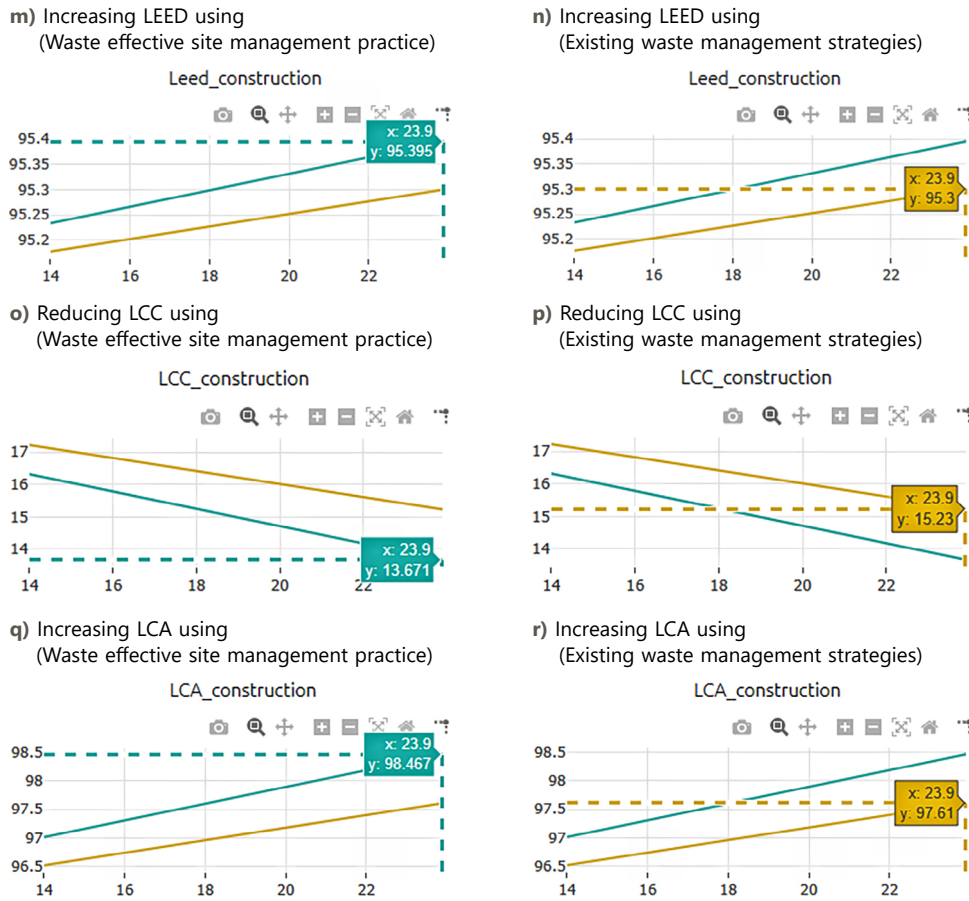 m) Increasing LEED using
(Waste effective site management practice)
Leed_construction
95.4
95.35
95.3
95.25
95.2
x: 23.9
y: 95.395
14 16 18 20 22
n) Increasing LEED using
(Existing waste management strategies)
Leed_construction
95.4
95.35
95.3
95.25
95.2
x: 23.9
y: 95.3
14 16 18 20 22
o) Reducing LCC using
(Waste effective site management practice)
LCC_construction
17
16
15
14
x: 23.9
y: 13.671
14 16 18 20 22
p) Reducing LCC using
(Existing waste management strategies)
LCC_construction
17
16
15
14
x: 23.9
y: 15.23
14 16 18 20 22
q) Increasing LCA using
(Waste effective site management practice)
LCA_construction
98.5
98
97.5
97
96.5
x: 23.9
y: 98.467
14 16 18 20 22
r) Increasing LCA using
(Existing waste management strategies)
LCA_construction
98.5
98
97.5
97
96.5
x: 23.9
y: 97.61
14 16 18 20 22